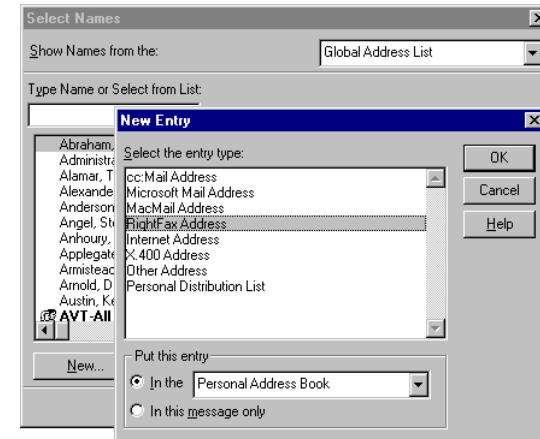 Select Names
Show Names from the:
Global Address List
Type Name or Select from List:
Abraham,
Administra
Alamar, T
Alexande
Anderson
Angel, Ste
Anhoury,
Applegate
Armistead
Arnold, D
Austin, Ke
AVT-All
New...
New Entry
Select the entry type:
cc:Mail Address
Microsoft Mail Address
MacMail Address
RightFax Address
Internet Address
X.400 Address
Other Address
Personal Distribution List
OK
Cancel
Help
Put this entry
In the Personal Address Book
In this message only